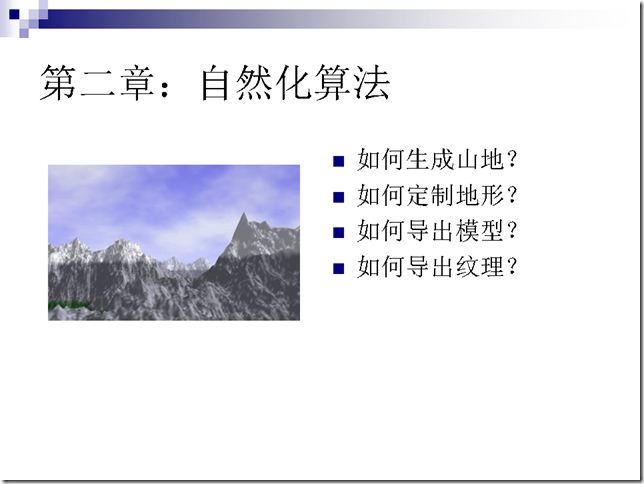 第二章：自然化算法
如何生成山地？
如何定制地形？
如何导出模型？
如何导出纹理？